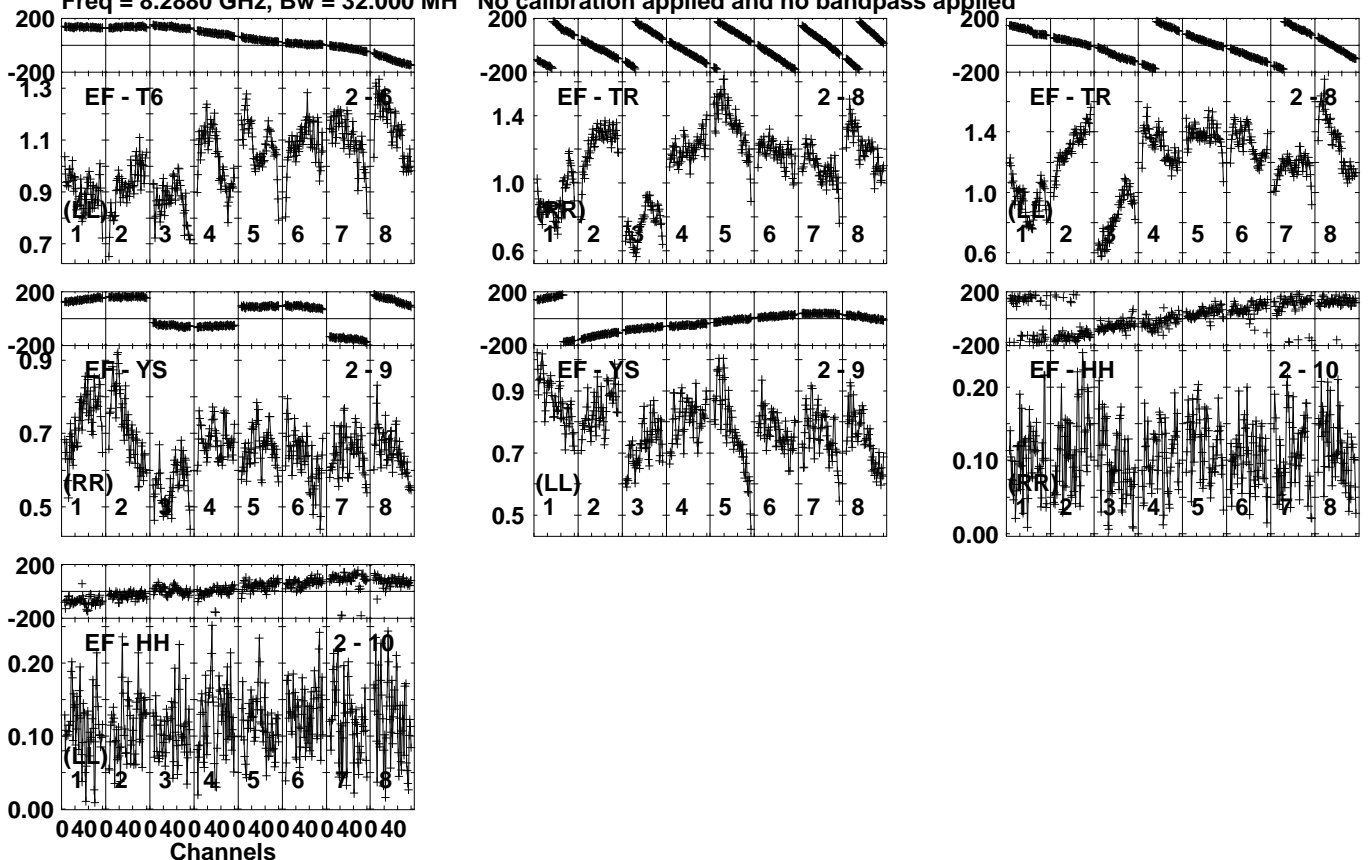 Freq = 8.2880 GHz, Bw = 32.000 MH No calibration applied and no bandpass applied
200
-200
1.3
1.1
0.9
0.7
EF - T6 2 - 6
(LL)
1 2 3 4 5 6 7 8
200
-200
1.4
1.0
0.6
EF - TR 2 - 8
(RR)
1 2 3 4 5 6 7 8
200
-200
1.4
1.0
0.6
EF - TR 2 - 8
(LL)
1 2 3 4 5 6 7 8
200
-200
0.9
0.7
0.5
EF - YS 2 - 9
(RR)
1 2 3 4 5 6 7 8
200
-200
0.9
0.7
0.5
EF - YS 2 - 9
(LL)
1 2 3 4 5 6 7 8
200
-200
0.20
0.10
0.00
EF - HH 2 - 10
(RR)
1 2 3 4 5 6 7 8
200
-200
0.20
0.10
0.00
EF - HH 2 - 10
(LL)
1 2 3 4 5 6 7 8
0 40 0 40 0 40 0 40 0 40 0 40 0 40 0 40
Channels